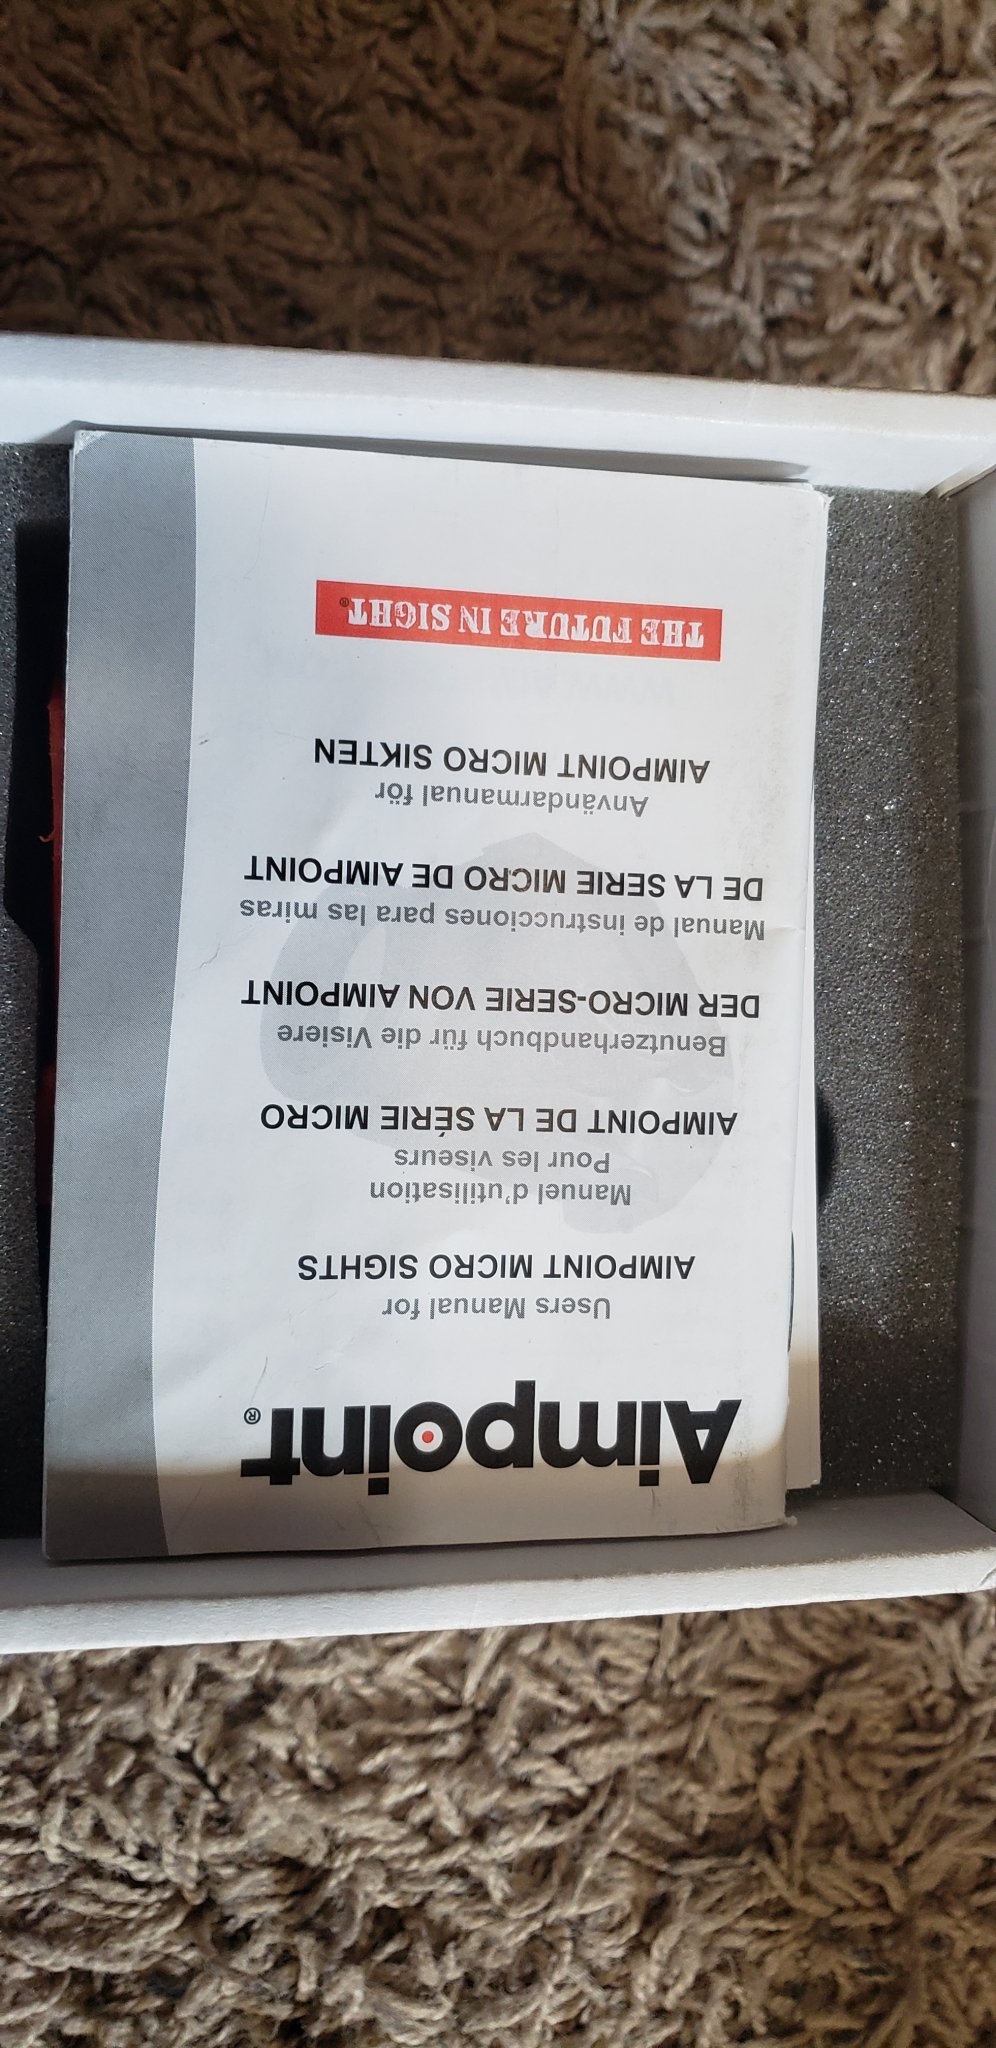 Aimpoint®
Users Manual for
AIMPOINT MICRO SIGHTS
Manuel d'utilisation
Pour les viseurs
AIMPOINT DE LA SÉRIE MICRO
Benutzerhandbuch für die Visiere
DER MICRO-SERIE VON AIMPOINT
Manual de instrucciones para las miras
DE LA SERIE MICRO DE AIMPOINT
Användarmanual för
AIMPOINT MICRO SIKTEN
THE FUTURE IN SIGHT®